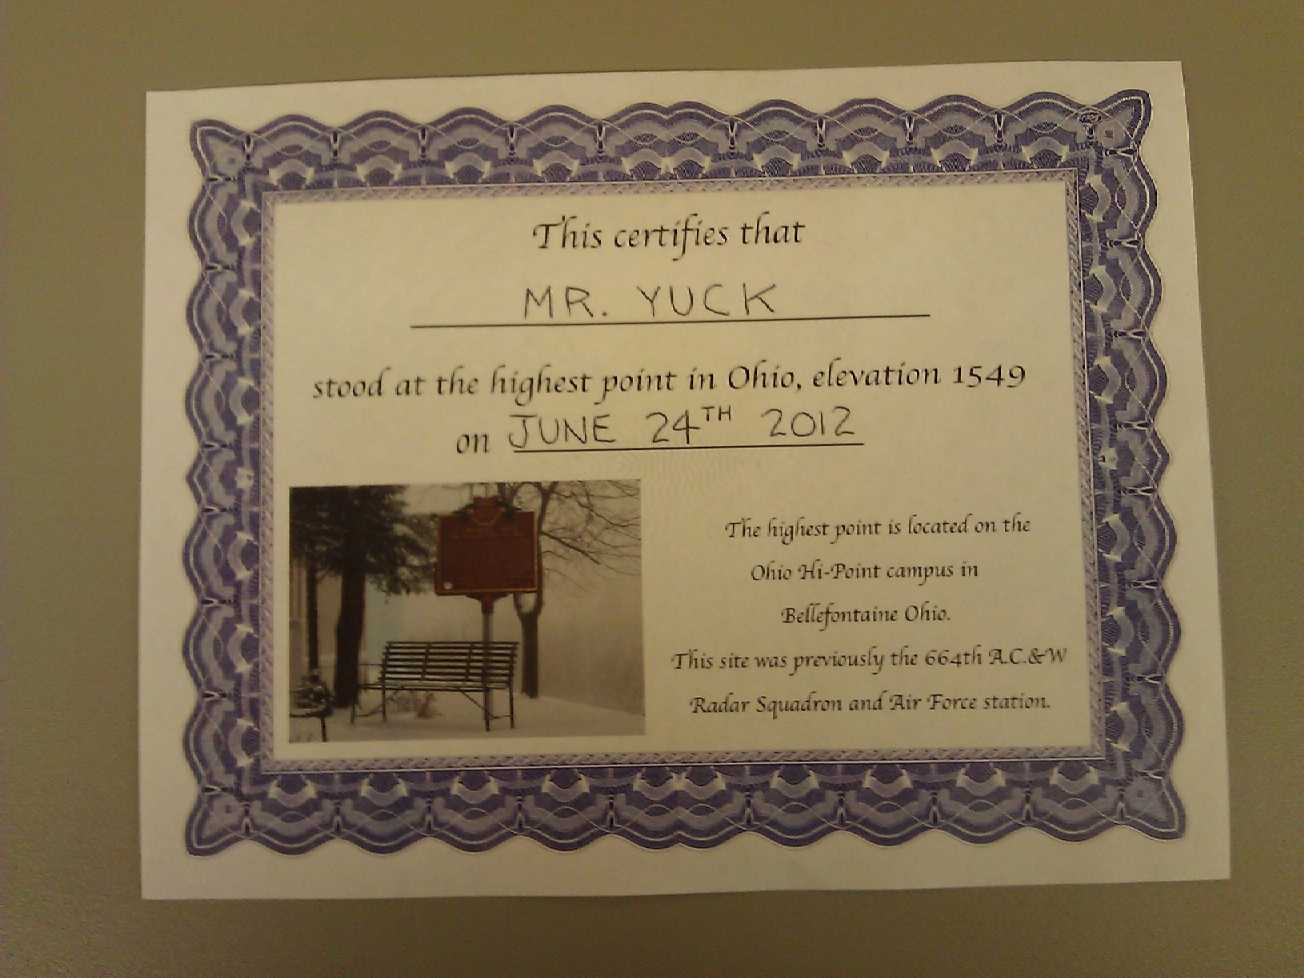 This certifies that
MR. YUCK
stood at the highest point in Ohio, elevation 1549
on JUNE 24TH 2012
The highest point is located on the
Ohio Hi-Point campus in
Bellefontaine Ohio.
This site was previously the 664th A.C.&W
Radar Squadron and Air Force station.